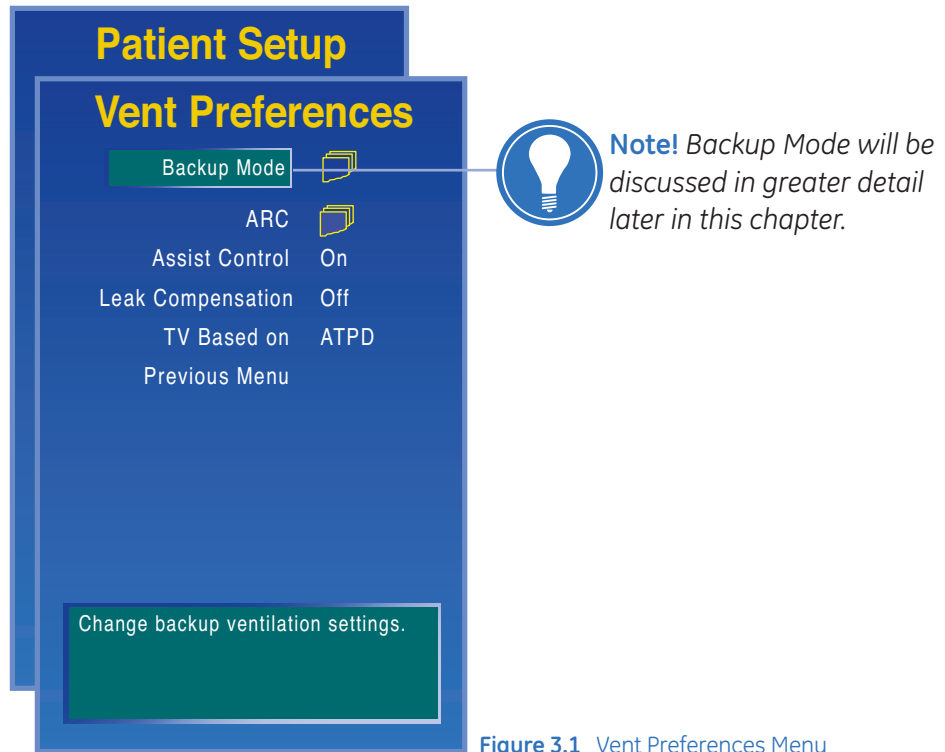 Patient Setup
Vent Preferences
Backup Mode
ARC
Assist Control On
Leak Compensation Off
TV Based on ATPD
Previous Menu
Change backup ventilation settings.
Note! Backup Mode will be
discussed in greater detail
later in this chapter.
Figure 3.1 Vent Preferences Menu